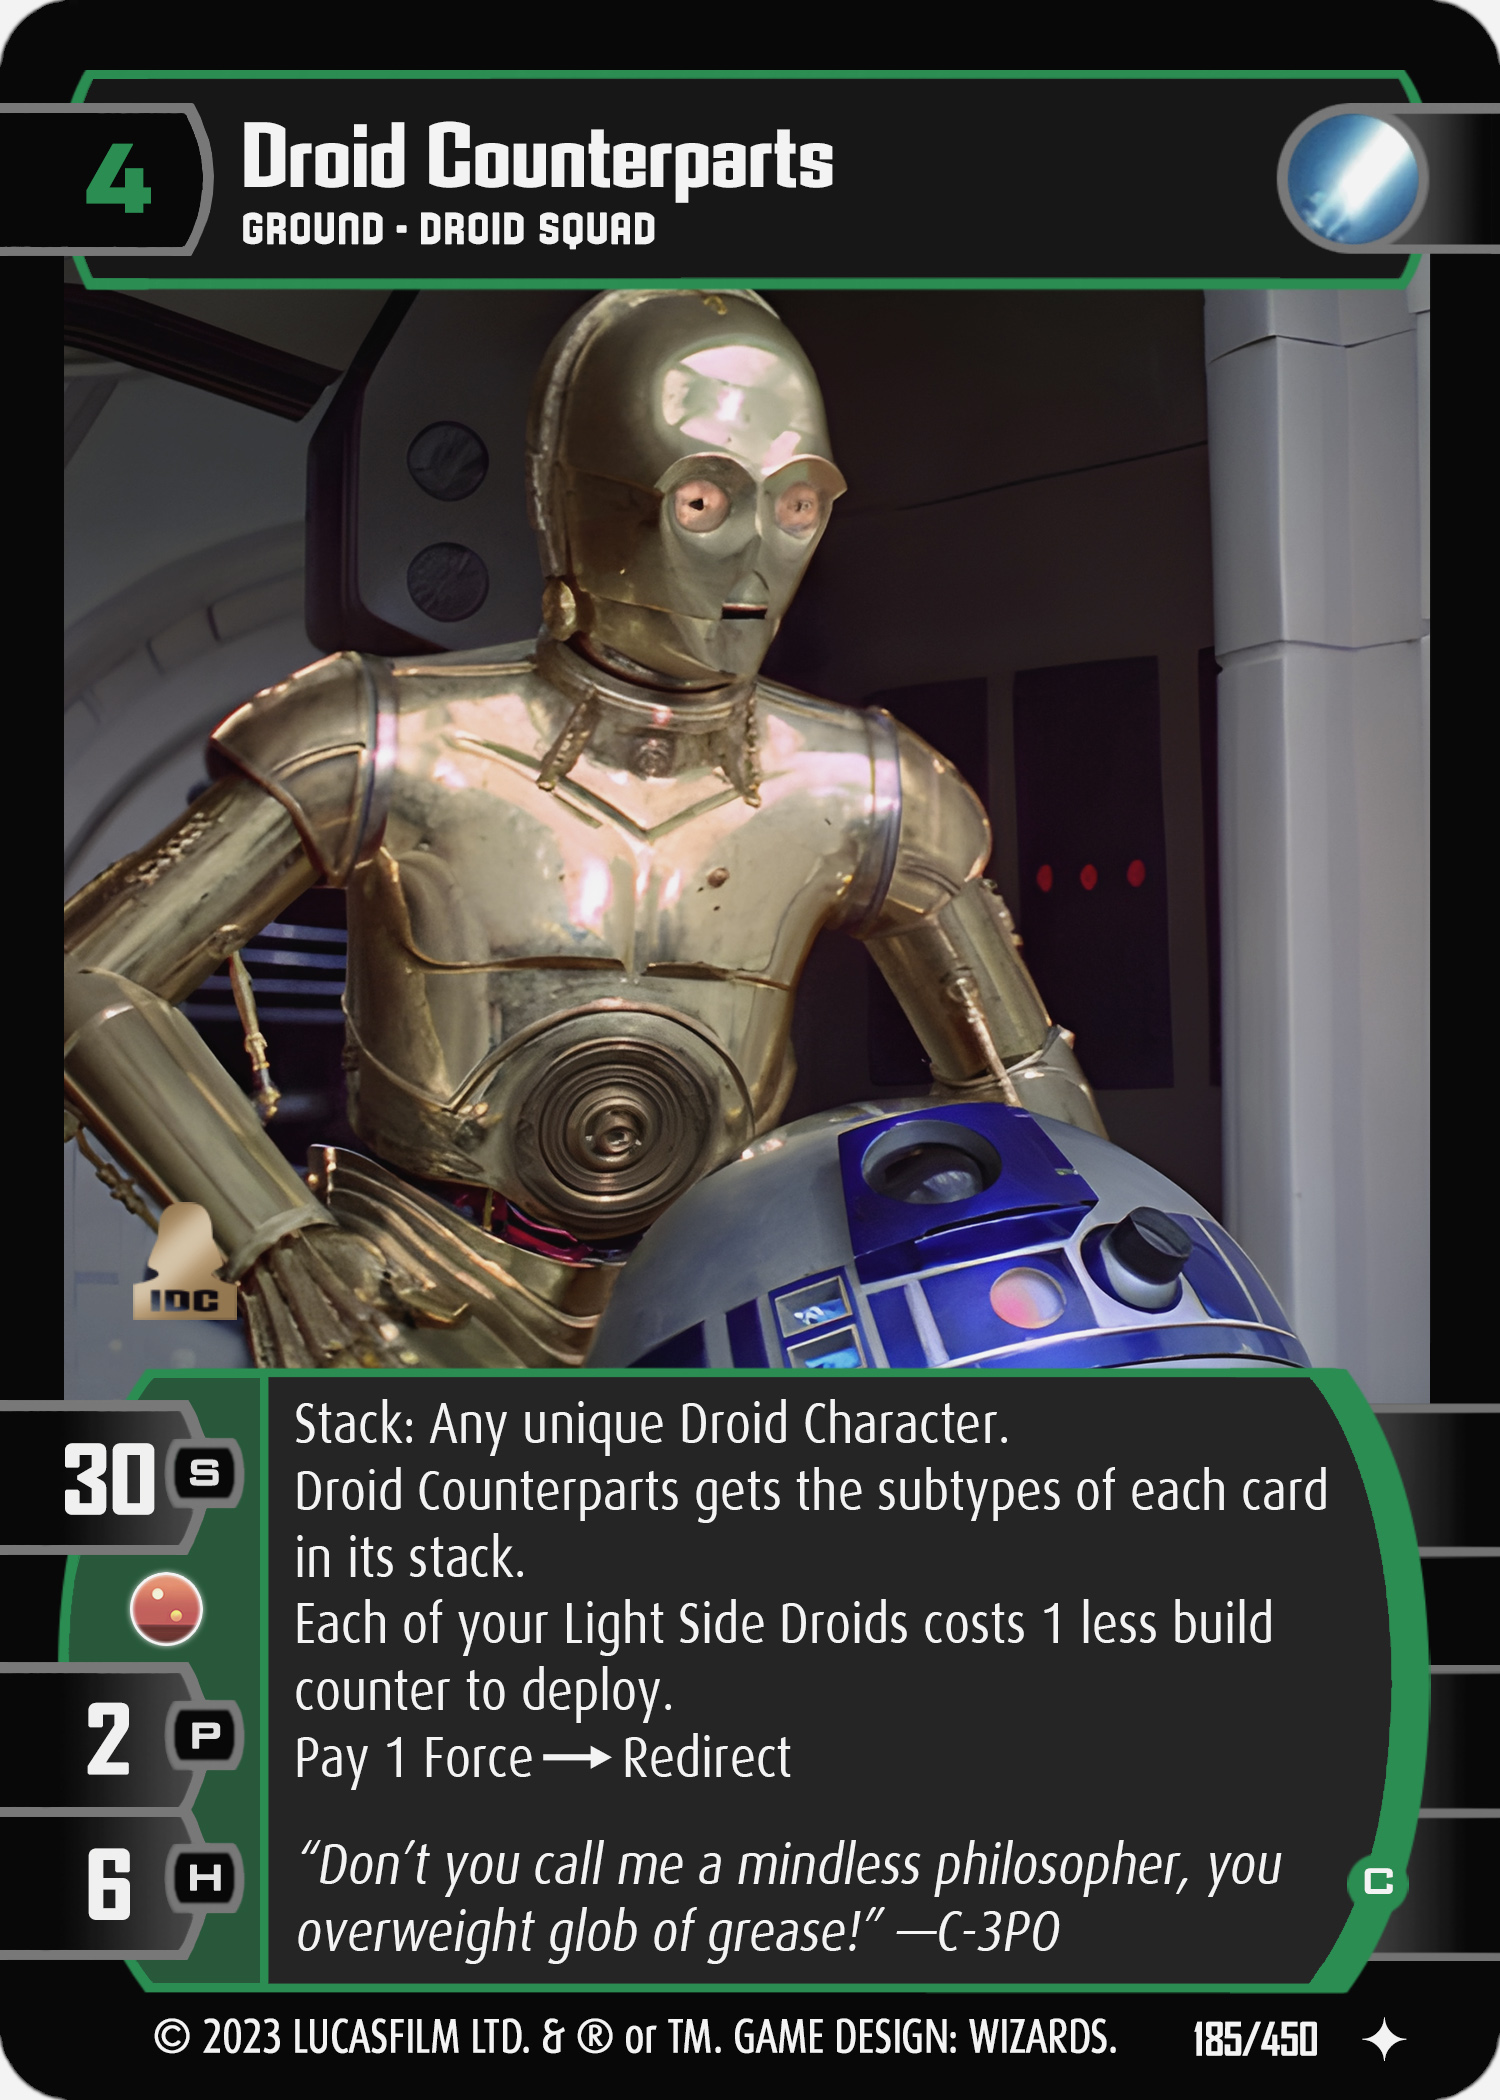 4
Droid Counterparts
GROUND - DROID SQUAD
IDC
30 S
Stack: Any unique Droid Character.
Droid Counterparts gets the subtypes of each card
in its stack.
Each of your Light Side Droids costs 1 less build
counter to deploy.
2 P
Pay 1 Force → Redirect
6 H
“Don’t you call me a mindless philosopher, you
overweight glob of grease!” —C-3PO
C
© 2023 LUCASFILM LTD. & ® or TM. GAME DESIGN: WIZARDS.
185/450